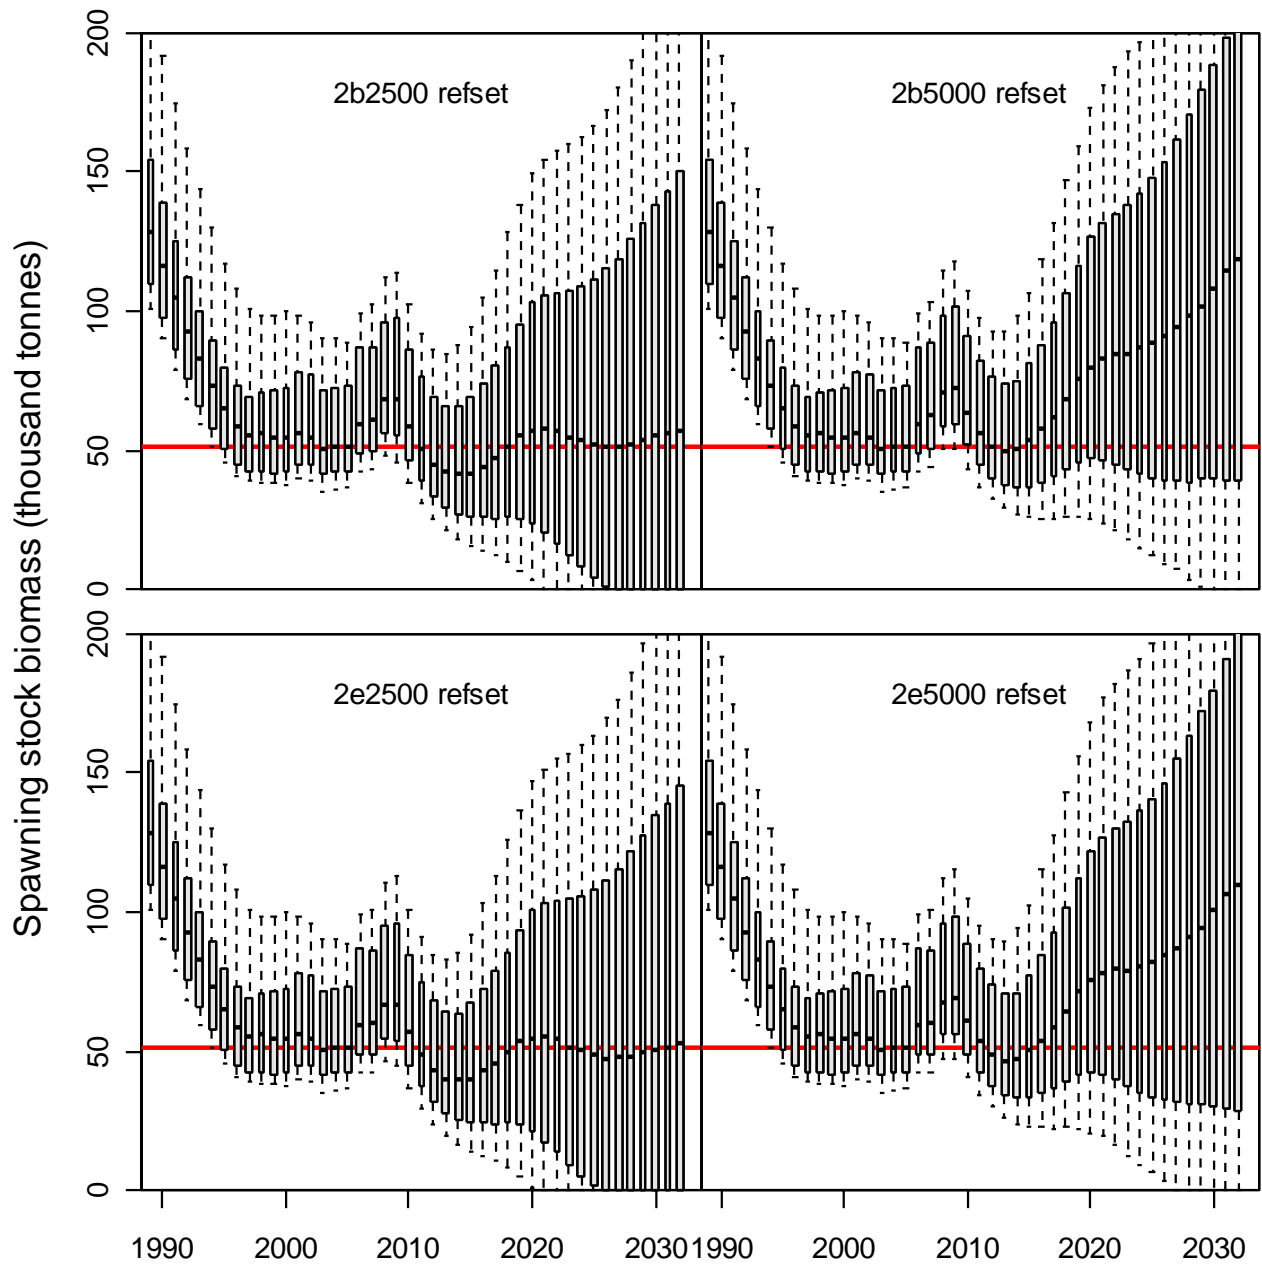 Spawning stock biomass (thousand tonnes)
200
150
100
50
0
2b2500 refset
2b5000 refset
200
150
100
50
0
2e2500 refset
2e5000 refset
1990 2000 2010 2020 2030 1990 2000 2010 2020 2030